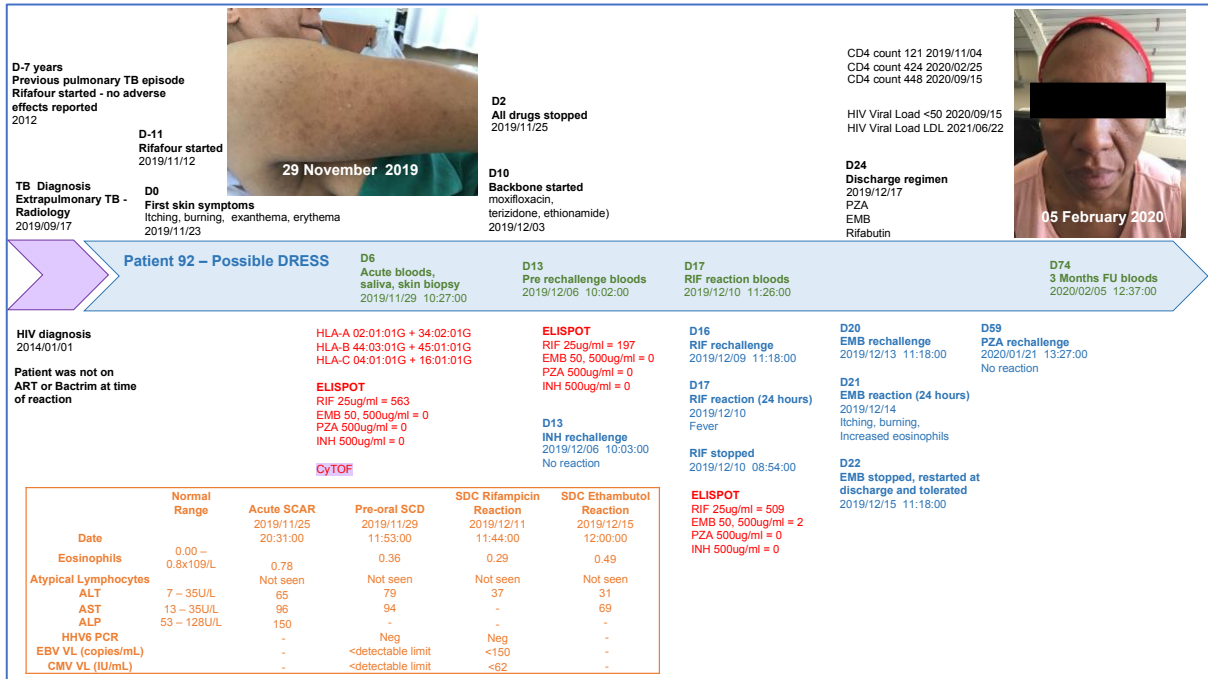 D-7 years
Previous pulmonary TB episode
Rifafour started - no adverse
effects reported
2012
D-11
Rifafour started
2019/11/12
TB Diagnosis
Extrapulmonary TB -
Radiology
2019/09/17
D0
First skin symptoms
Itching, burning, exanthema, erythema
2019/11/23
29 November 2019
D2
All drugs stopped
2019/11/25
D10
Backbone started
moxifloxacin,
terizidone, ethionamide)
2019/12/03
CD4 count 121 2019/11/04
CD4 count 424 2020/02/25
CD4 count 448 2020/09/15
HIV Viral Load <50 2020/09/15
HIV Viral Load LDL 2021/06/22
D24
Discharge regimen
2019/12/17
PZA
EMB
Rifabutin
05 February 2020
Patient 92 – Possible DRESS
D6
Acute bloods,
saliva, skin biopsy
2019/11/29 10:27:00
D13
Pre rechallenge bloods
2019/12/06 10:02:00
D17
RIF reaction bloods
2019/12/10 11:26:00
D74
3 Months FU bloods
2020/02/05 12:37:00
HIV diagnosis
2014/01/01
Patient was not on
ART or Bactrim at time
of reaction
HLA-A 02:01:01G + 34:02:01G
HLA-B 44:03:01G + 45:01:01G
HLA-C 04:01:01G + 16:01:01G
ELISPOT
RIF 25ug/ml = 563
EMB 50, 500ug/ml = 0
PZA 500ug/ml = 0
INH 500ug/ml = 0
CyTOF
ELISPOT
RIF 25ug/ml = 197
EMB 50, 500ug/ml = 0
PZA 500ug/ml = 0
INH 500ug/ml = 0
D13
INH rechallenge
2019/12/06 10:03:00
No reaction
D16
RIF rechallenge
2019/12/09 11:18:00
D17
RIF reaction (24 hours)
2019/12/10
Fever
RIF stopped
2019/12/10 08:54:00
ELISPOT
RIF 25ug/ml = 509
EMB 50, 500ug/ml = 2
PZA 500ug/ml = 0
INH 500ug/ml = 0
D20
EMB rechallenge
2019/12/13 11:18:00
D21
EMB reaction (24 hours)
2019/12/14
Itching, burning,
Increased eosinophils
D22
EMB stopped, restarted at
discharge and tolerated
2019/12/15 11:18:00
D59
PZA rechallenge
2020/01/21 13:27:00
No reaction
Normal Range Acute SCAR Pre-oral SCD SDC Rifampicin Reaction SDC Ethambutol Reaction
Date 2019/11/25 20:31:00 2019/11/29 11:53:00 2019/12/11 11:44:00 2019/12/15 12:00:00
Eosinophils 0.00 – 0.8x109/L 0.78 0.36 0.29 0.49
Atypical Lymphocytes Not seen Not seen Not seen Not seen
ALT 7 – 35U/L 65 79 37 31
AST 13 – 35U/L 96 94 - 69
ALP 53 – 128U/L 150 - - -
HHV6 PCR - Neg Neg -
EBV VL (copies/mL) - <detectable limit <150 -
CMV VL (IU/mL) - <detectable limit <62 -